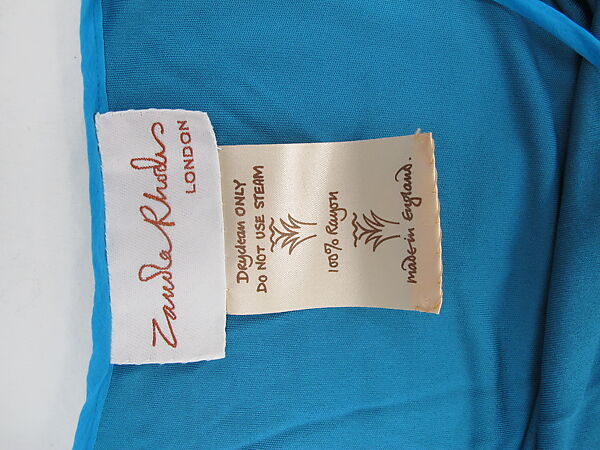 Zandra Rhodes
LONDON
Dryclean ONLY
DO NOT USE STEAM
100% Rayon
made in England.